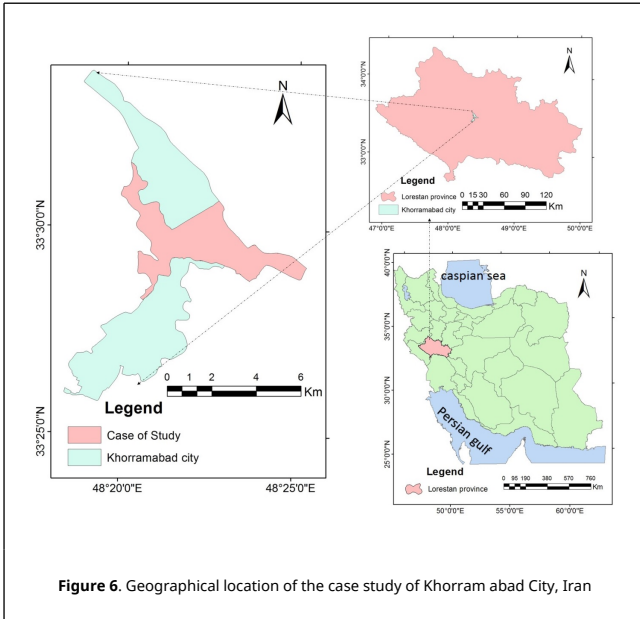 N
33°30'0"N
33°25'0"N
0 1 2 4 6
Km
Legend
Case of Study
Khorramabad city
48°20'0"E 48°25'0"E
N
34°0'0"N
33°0'0"N
Legend
Lorestan province
Khorramabad city
0 15 30 60 90 120
Km
47°0'0"E 48°0'0"E 49°0'0"E 50°0'0"E
40°0'0"N
35°0'0"N
30°0'0"N
25°0'0"N
caspian sea
N
Persian gulf
Legend
Lorestan province
0 95 190 380 570 760
Km
50°0'0"E 55°0'0"E 60°0'0"E
Figure 6. Geographical location of the case study of Khorram abad City, Iran